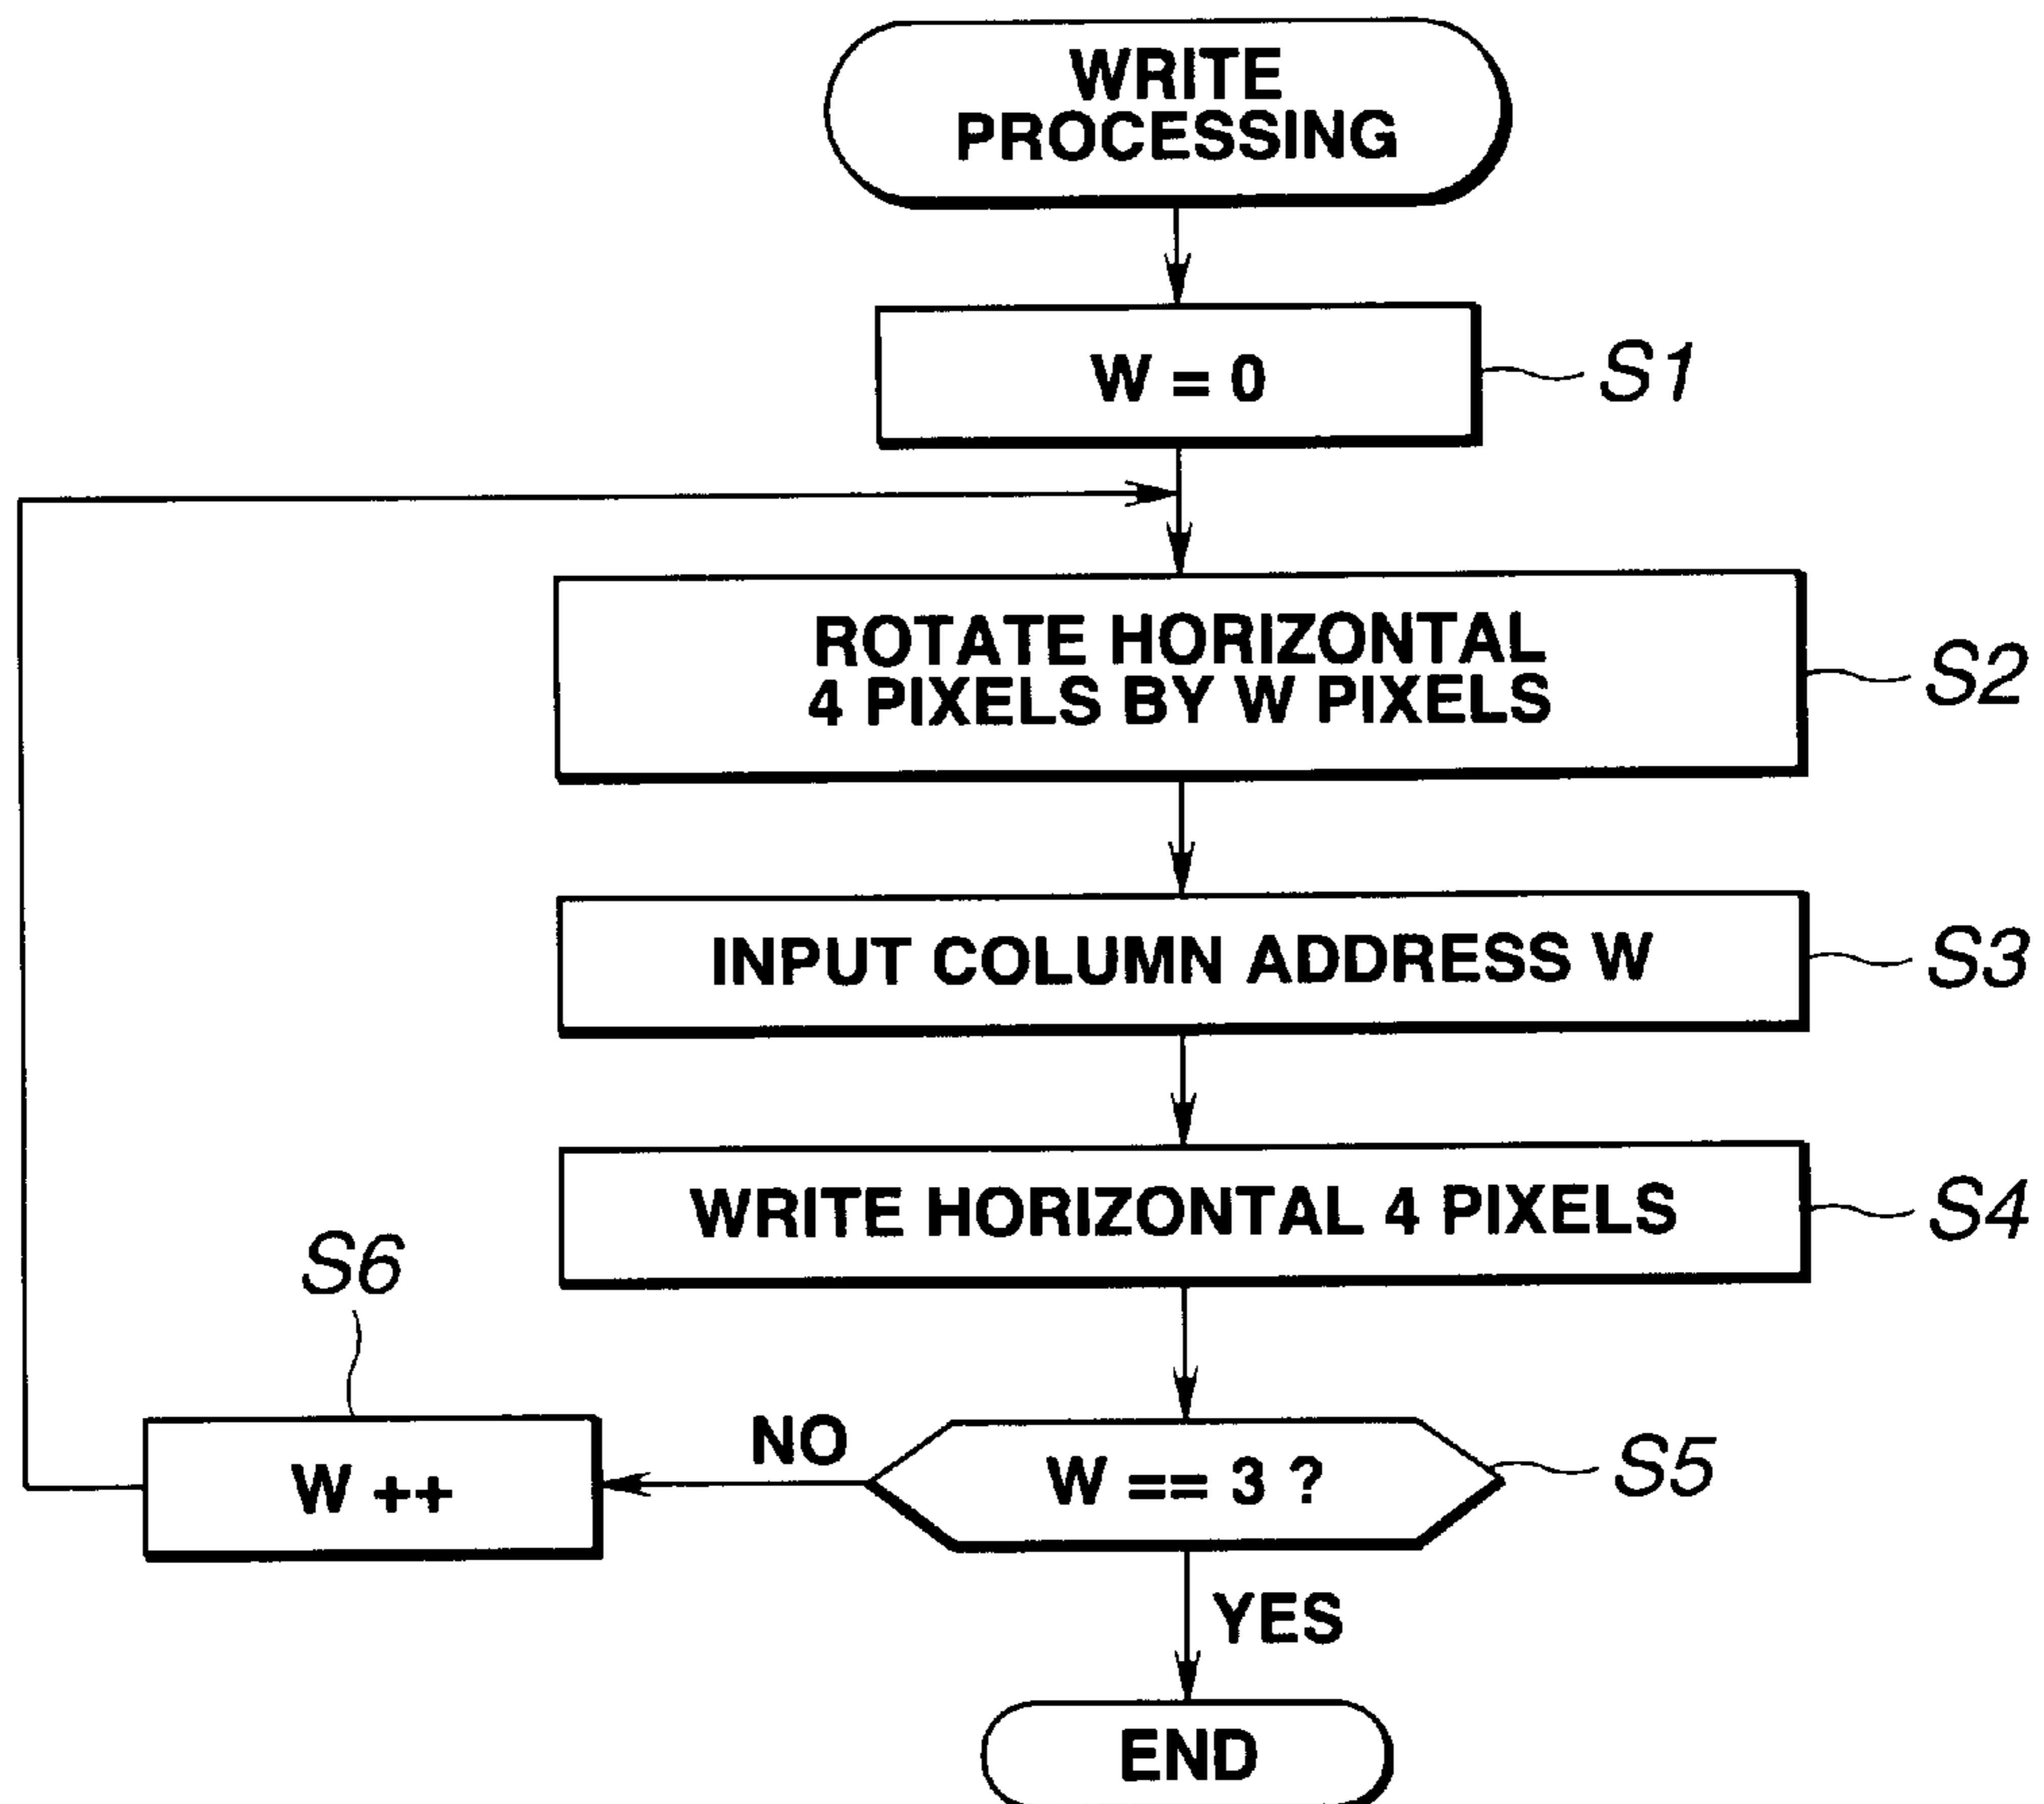 WRITE
PROCESSING
W = 0
S1
ROTATE HORIZONTAL
4 PIXELS BY W PIXELS
S2
INPUT COLUMN ADDRESS W
S3
WRITE HORIZONTAL 4 PIXELS
S4
S6
W ++
NO
W == 3 ?
S5
YES
END